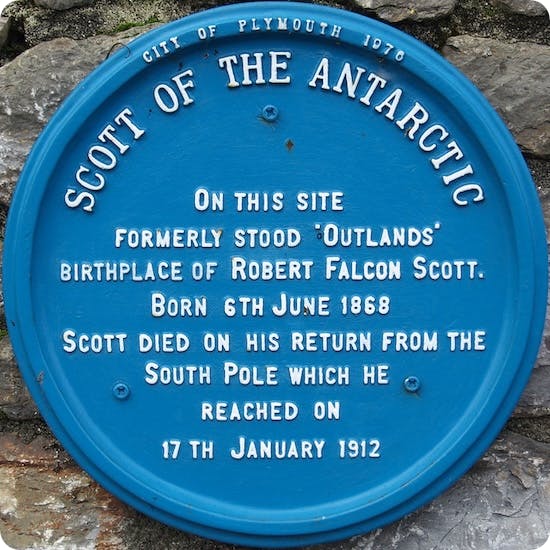 CITY OF PLYMOUTH 1976
SCOTT OF THE ANTARCTIC
ON THIS SITE
FORMERLY STOOD 'OUTLANDS'
BIRTHPLACE OF ROBERT FALCON SCOTT.
BORN 6TH JUNE 1868
SCOTT DIED ON HIS RETURN FROM THE
SOUTH POLE WHICH HE
REACHED ON
17 TH JANUARY 1912